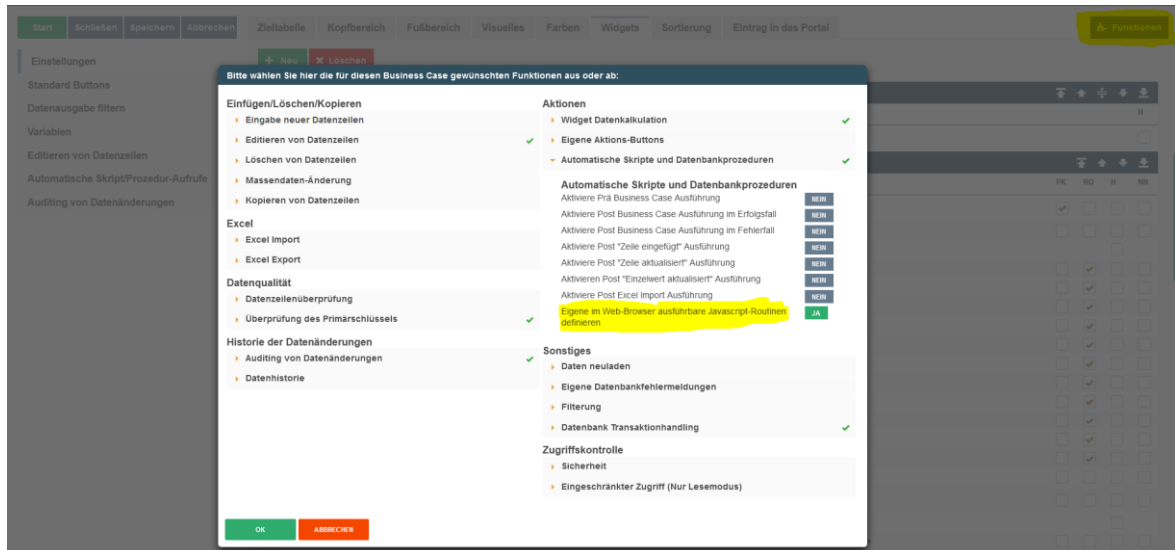 Start Schließen Speichern Abbrechen Zieltabelle Kopfbereich Fußbereich Visuelles Farben Widgets Sortierung Eintrag in das Portal Funktionen
Einstellungen
Standard Buttons
Datenausgabe filtern
Variablen
Editieren von Datenzeilen
Automatische Skript/Prozedur-Aufrufe
Auditing von Datenänderungen
Neu Löschen
H
PK RO H NN
Bitte wählen Sie hier die für diesen Business Case gewünschten Funktionen aus oder ab:
Einfügen/Löschen/Kopieren
Eingabe neuer Datenzeilen
Editieren von Datenzeilen
Löschen von Datenzeilen
Massendaten-Änderung
Kopieren von Datenzeilen
Excel
Excel Import
Excel Export
Datenqualität
Datenzeilenüberprüfung
Überprüfung des Primärschlüssels
Historie der Datenänderungen
Auditing von Datenänderungen
Datenhistorie
Aktionen
Widget Datenkalkulation
Eigene Aktions-Buttons
Automatische Skripte und Datenbankprozeduren
Automatische Skripte und Datenbankprozeduren
Aktiviere Prä Business Case Ausführung NEIN
Aktiviere Post Business Case Ausführung im Erfolgsfall NEIN
Aktiviere Post Business Case Ausführung im Fehlerfall NEIN
Aktiviere Post "Zeile eingefügt" Ausführung NEIN
Aktiviere Post "Zeile aktualisiert" Ausführung NEIN
Aktivieren Post "Einzelwert aktualisiert" Ausführung NEIN
Aktiviere Post Excel Import Ausführung NEIN
Eigene im Web-Browser ausführbare Javascript-Routinen JA
definieren
Sonstiges
Daten neuladen
Eigene Datenbankfehlermeldungen
Filterung
Datenbank Transaktionhandling
Zugriffskontrolle
Sicherheit
Eingeschränkter Zugriff (Nur Lesemodus)
OK ABBRECHEN